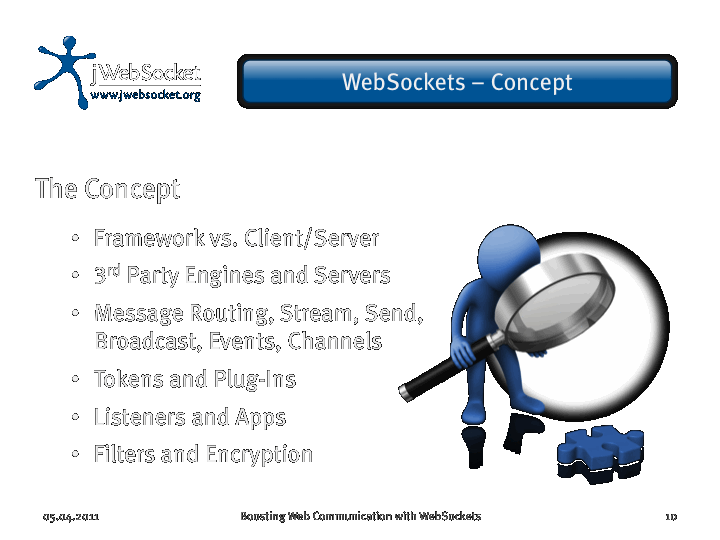 jWebSocket
www.jwebsocket.org
WebSockets – Concept
The Concept
• Framework vs. Client/Server
• 3rd Party Engines and Servers
• Message Routing, Stream, Send,
Broadcast, Events, Channels
• Tokens and Plug-Ins
• Listeners and Apps
• Filters and Encryption
05.04.2011 Boosting Web Communication with WebSockets 10